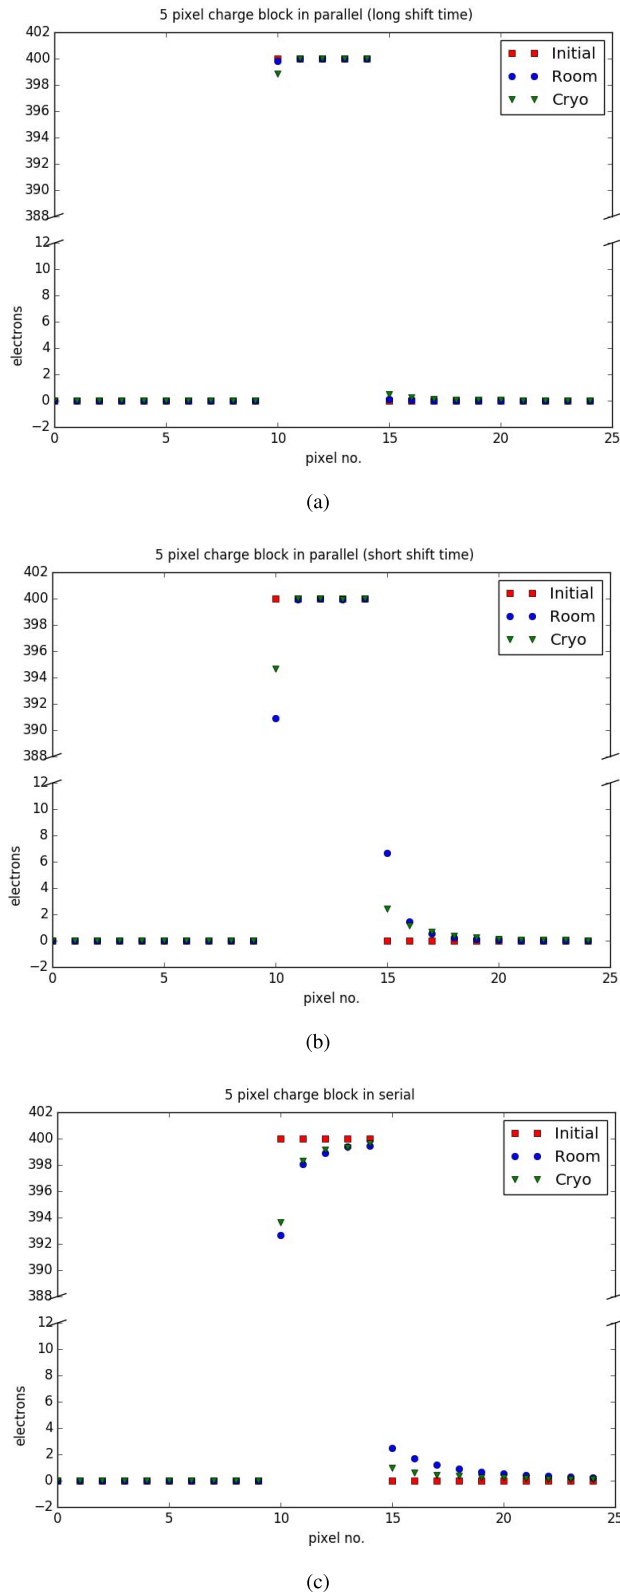 5 pixel charge block in parallel (long shift time)
402
400
398
396
394
392
390
388
12
10
8
6
4
2
0
−2
0 5 10 15 20 25
electrons
pixel no.
Initial
Room
Cryo
(a)
5 pixel charge block in parallel (short shift time)
402
400
398
396
394
392
390
388
12
10
8
6
4
2
0
−2
0 5 10 15 20 25
electrons
pixel no.
Initial
Room
Cryo
(b)
5 pixel charge block in serial
402
400
398
396
394
392
390
388
12
10
8
6
4
2
0
−2
0 5 10 15 20 25
electrons
pixel no.
Initial
Room
Cryo
(c)